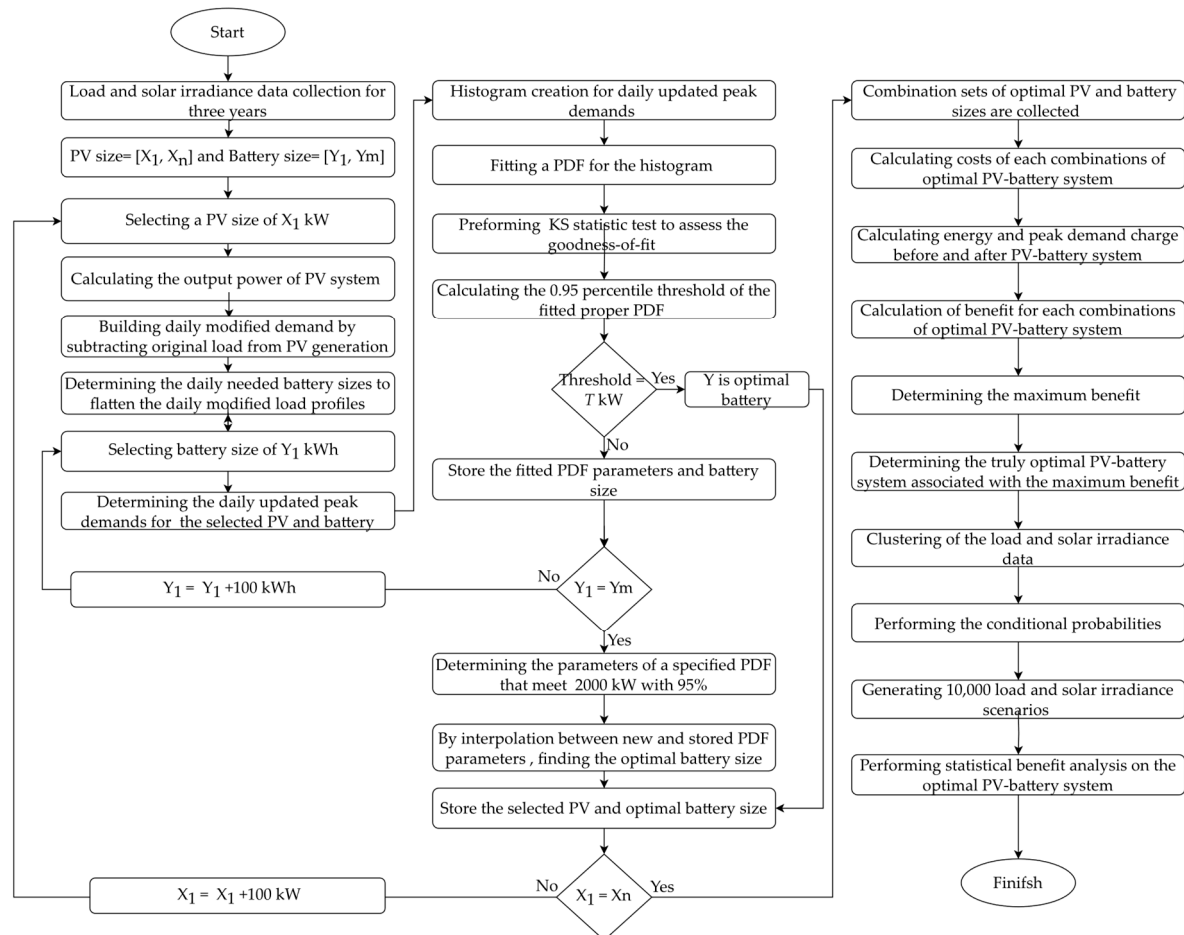 Start
Load and solar irradiance data collection for
three years
PV size= [X1, Xn] and Battery size= [Y1, Ym]
Selecting a PV size of X1 kW
Calculating the output power of PV system
Building daily modified demand by
subtracting original load from PV generation
Determining the daily needed battery sizes to
flatten the daily modified load profiles
Selecting battery size of Y1 kWh
Determining the daily updated peak
demands for the selected PV and battery
Y1 = Y1 +100 kWh
X1 = X1 +100 kW
Histogram creation for daily updated peak
demands
Fitting a PDF for the histogram
Preforming KS statistic test to assess the
goodness-of-fit
Calculating the 0.95 percentile threshold of the
fitted proper PDF
Threshold =
T kW
Yes
Y is optimal
battery
No
Store the fitted PDF parameters and battery
size
No
Y1 = Ym
Yes
Determining the parameters of a specified PDF
that meet 2000 kW with 95%
By interpolation between new and stored PDF
parameters , finding the optimal battery size
Store the selected PV and optimal battery size
No
X1 = Xn
Yes
Combination sets of optimal PV and battery
sizes are collected
Calculating costs of each combinations of
optimal PV-battery system
Calculating energy and peak demand charge
before and after PV-battery system
Calculation of benefit for each combinations
of optimal PV-battery system
Determining the maximum benefit
Determining the truly optimal PV-battery
system associated with the maximum benefit
Clustering of the load and solar irradiance
data
Performing the conditional probabilities
Generating 10,000 load and solar irradiance
scenarios
Performing statistical benefit analysis on the
optimal PV-battery system
Finifsh